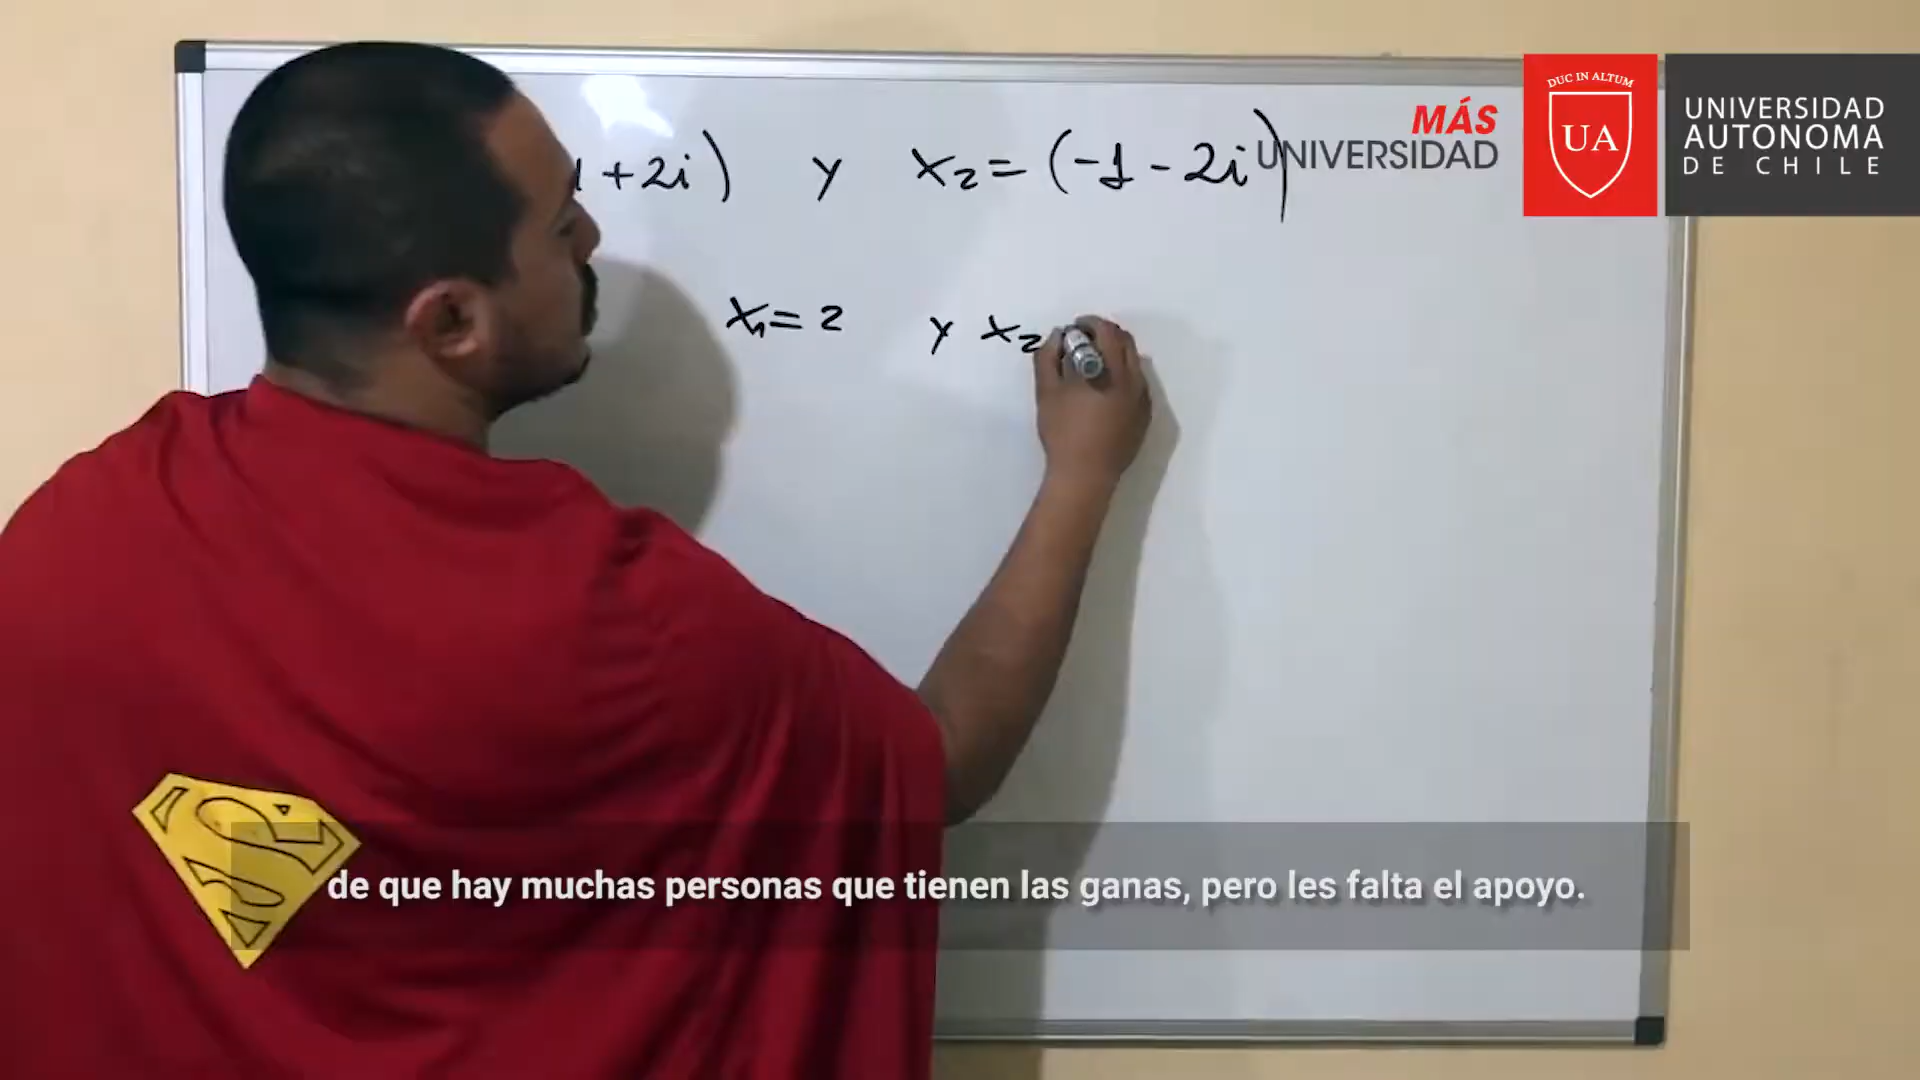 DUC IN ALTUM
MÁS
UNIVERSIDAD
UA
UNIVERSIDAD
AUTONOMA
DE CHILE
1 + 2i ) y x₂ = (-1 - 2i)
x₁ = 2 y x₂
S
de que hay muchas personas que tienen las ganas, pero les falta el apoyo.